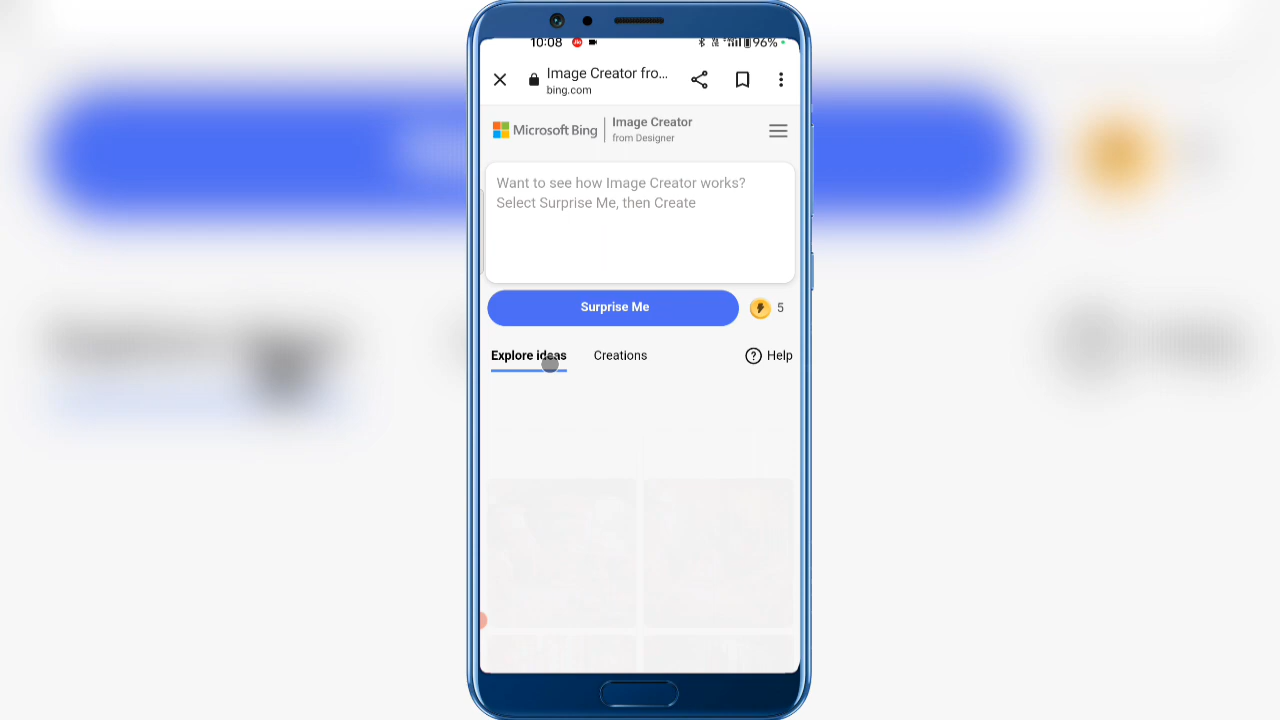 10:08
96%
Image Creator fro...
bing.com
Microsoft Bing
Image Creator
from Designer
Want to see how Image Creator works?
Select Surprise Me, then Create
Surprise Me
5
Explore ideas
Creations
Help